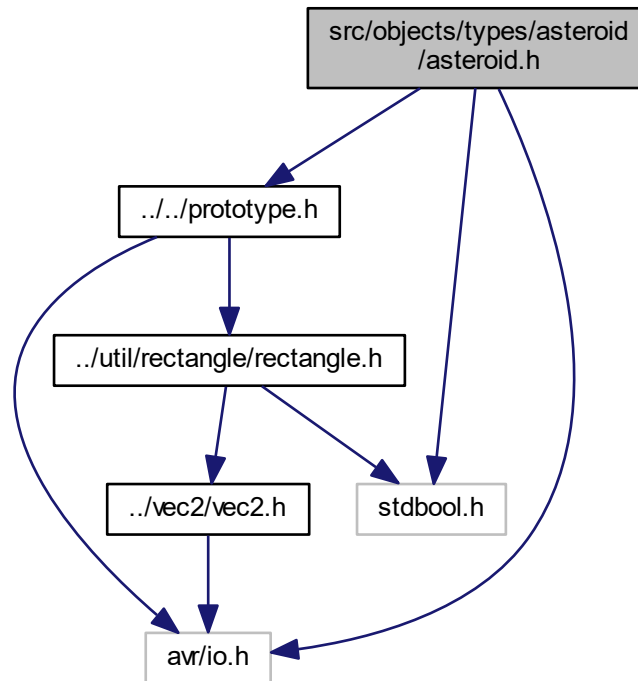 src/objects/types/asteroid
/asteroid.h
../../prototype.h
../util/rectangle/rectangle.h
../vec2/vec2.h
stdbool.h
avr/io.h